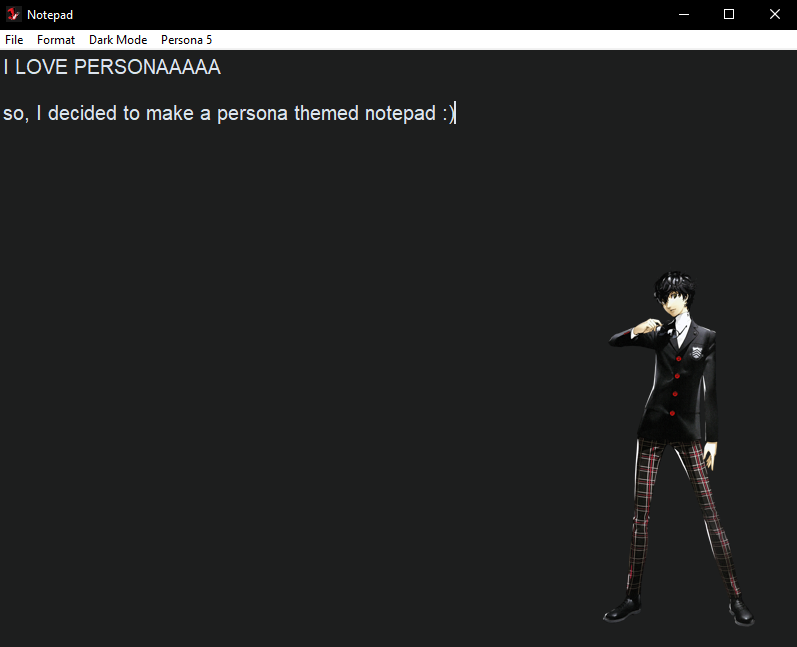 Notepad
File Format Dark Mode Persona 5
I LOVE PERSONAAAAA
so, I decided to make a persona themed notepad :)